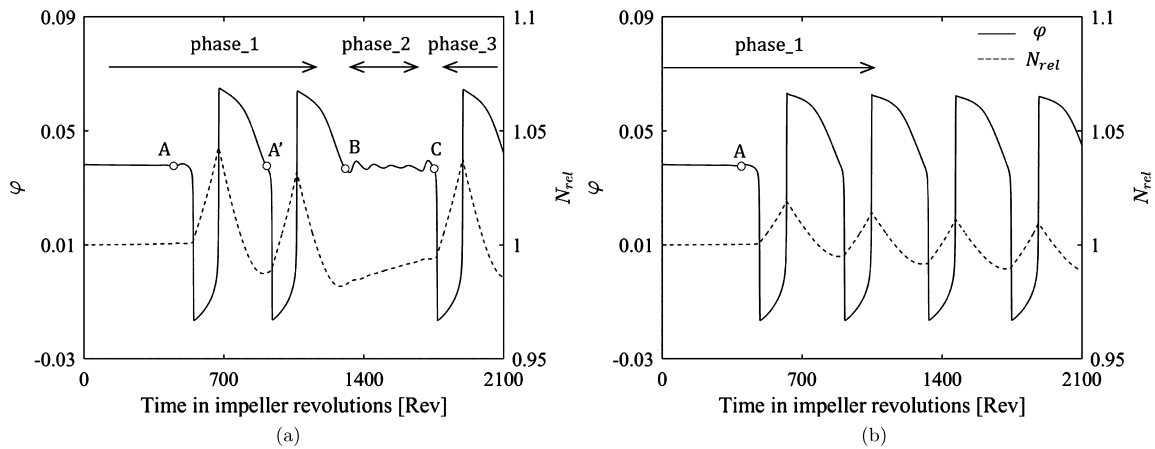 0.09
1.1
phase_1
phase_2
phase_3
0.05
1.05
A
A'
B
C
φ
N_rel
0.01
1
-0.03
0.95
0
700
1400
2100
Time in impeller revolutions [Rev]
(a)
0.09
1.1
phase_1
φ
N_rel
0.05
1.05
A
φ
N_rel
0.01
1
-0.03
0.95
0
700
1400
2100
Time in impeller revolutions [Rev]
(b)